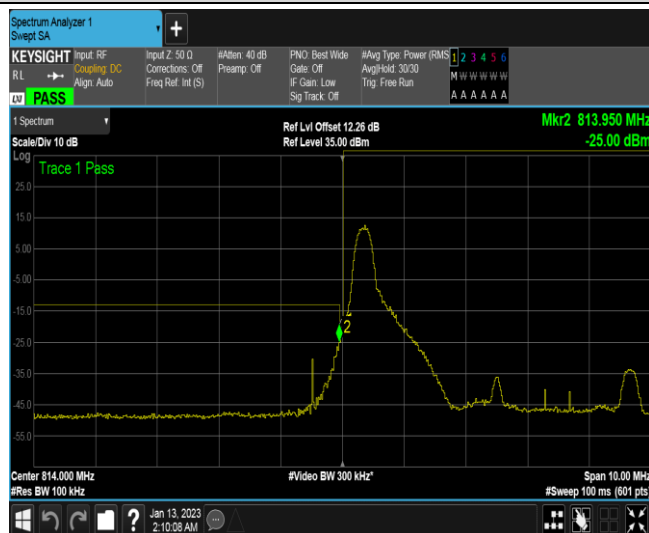 Spectrum Analyzer 1
Swept SA
+
KEYSIGHT
Input: RF
Coupling: DC
Align: Auto
Input Z: 50 Ω
Corrections: Off
Freq Ref: Int (S)
#Atten: 40 dB
Preamp: Off
PNO: Best Wide
Gate: Off
IF Gain: Low
Sig Track: Off
#Avg Type: Power (RMS
Avg|Hold: 30/30
Trig: Free Run
1 2 3 4 5 6
M W W W W W
A A A A A A
R L
LXI PASS
1 Spectrum
Scale/Div 10 dB
Ref Lvl Offset 12.26 dB
Ref Level 35.00 dBm
Mkr2 813.950 MHz
-25.00 dBm
Log
Trace 1 Pass
25.0
15.0
5.00
-5.00
-15.0
-25.0
-35.0
-45.0
-55.0
2
Center 814.000 MHz
#Res BW 100 kHz
#Video BW 300 kHz*
Span 10.00 MHz
#Sweep 100 ms (601 pts)
?
Jan 13, 2023
2:10:08 AM